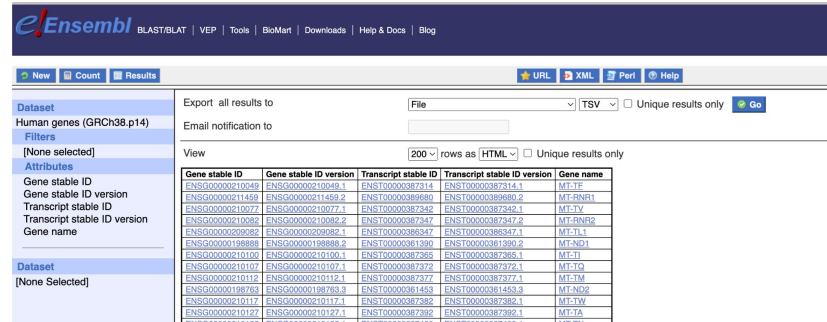 e!Ensembl BLAST/BLAT | VEP | Tools | BioMart | Downloads | Help & Docs | Blog
New Count Results URL XML Perl Help
Dataset
Human genes (GRCh38.p14)
Filters
[None selected]
Attributes
Gene stable ID
Gene stable ID version
Transcript stable ID
Transcript stable ID version
Gene name
Dataset
[None Selected]
Export all results to File TSV Unique results only Go
Email notification to
View 200 rows as HTML Unique results only
Gene stable ID Gene stable ID version Transcript stable ID Transcript stable ID version Gene name
ENSG00000210049 ENSG00000210049.1 ENST00000387314 ENST00000387314.1 MT-TF
ENSG00000211459 ENSG00000211459.2 ENST00000389680 ENST00000389680.2 MT-RNR1
ENSG00000210077 ENSG00000210077.1 ENST00000387342 ENST00000387342.1 MT-TV
ENSG00000210082 ENSG00000210082.2 ENST00000387347 ENST00000387347.2 MT-RNR2
ENSG00000209082 ENSG00000209082.1 ENST00000386347 ENST00000386347.1 MT-TL1
ENSG00000198888 ENSG00000198888.2 ENST00000361390 ENST00000361390.2 MT-ND1
ENSG00000210100 ENSG00000210100.1 ENST00000387365 ENST00000387365.1 MT-TI
ENSG00000210107 ENSG00000210107.1 ENST00000387372 ENST00000387372.1 MT-TQ
ENSG00000210112 ENSG00000210112.1 ENST00000387377 ENST00000387377.1 MT-TM
ENSG00000198763 ENSG00000198763.3 ENST00000361453 ENST00000361453.3 MT-ND2
ENSG00000210117 ENSG00000210117.1 ENST00000387382 ENST00000387382.1 MT-TW
ENSG00000210127 ENSG00000210127.1 ENST00000387392 ENST00000387392.1 MT-TA